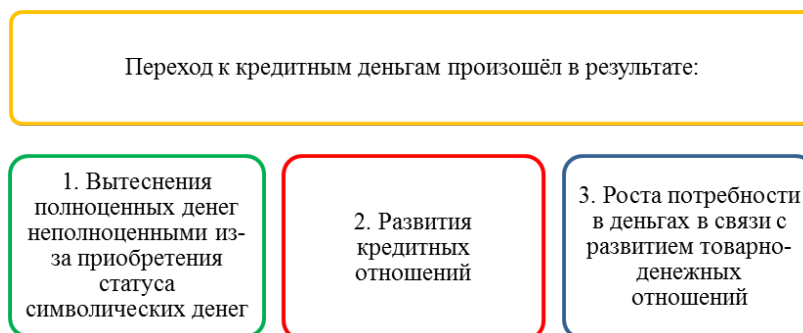 Переход к кредитным деньгам произошёл в результате:
1. Вытеснения
полноценных денег
неполноценными из-
за приобретения
статуса
символических денег
2. Развития
кредитных
отношений
3. Роста потребности
в деньгах в связи с
развитием товарно-
денежных
отношений